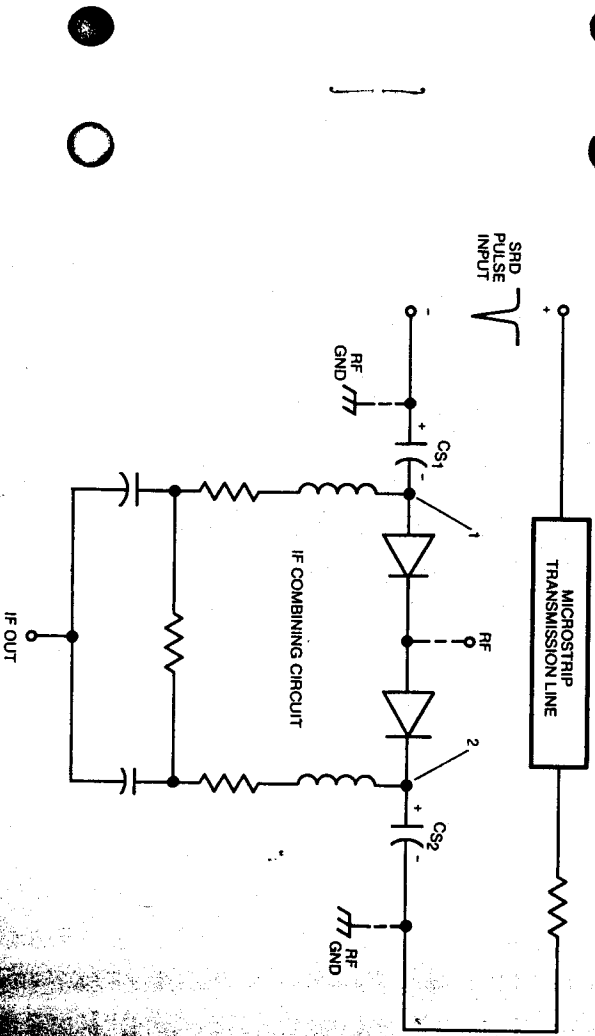 SRD
PULSE
INPUT
+
-
MICROSTRIP
TRANSMISSION LINE
RF
GND
+
CS1
-
1
RF
2
+
CS2
-
RF
GND
IF COMBINING CIRCUIT
IF OUT